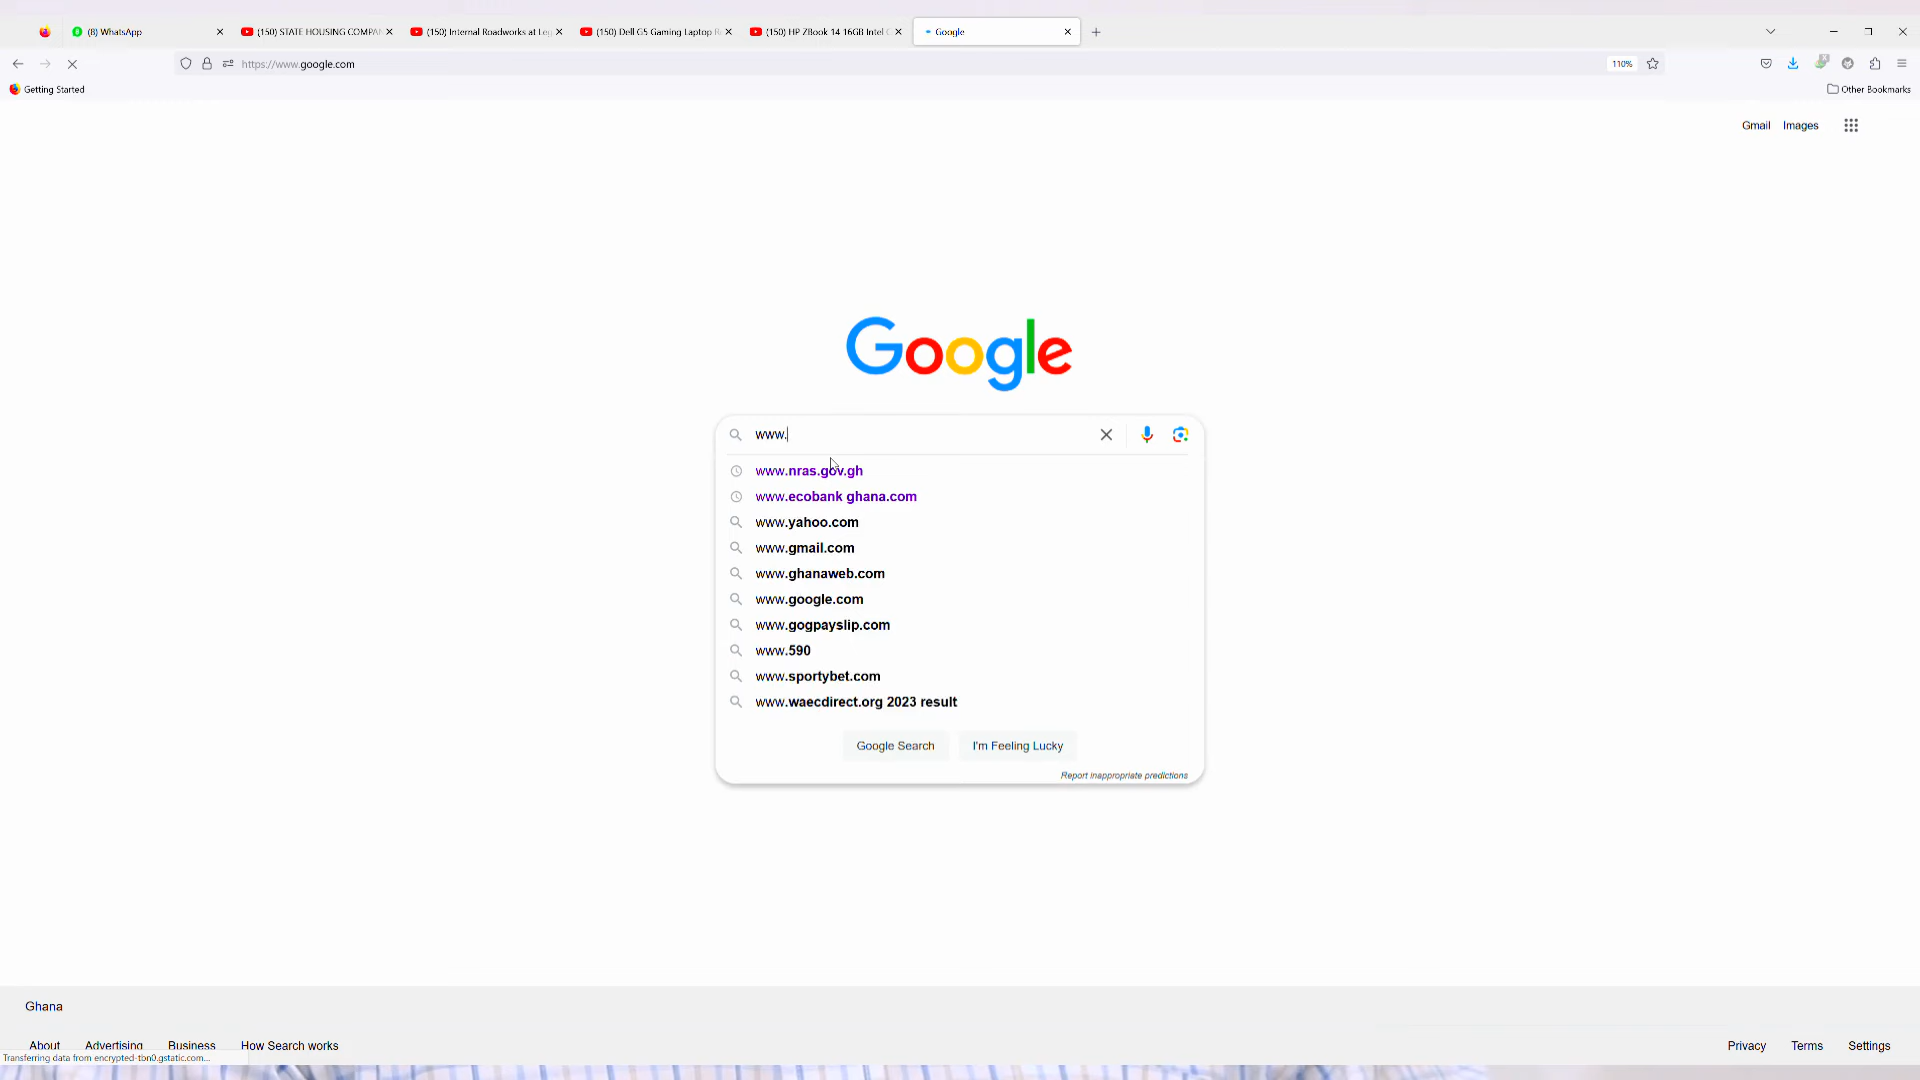 (8) WhatsApp
(150) STATE HOUSING COMPAN
(150) Internal Roadworks at Leg
(150) Dell G5 Gaming Laptop R
(150) HP ZBook 14 16GB Intel C
Google
https://www.google.com
110%
Getting Started
Other Bookmarks
Gmail Images
Google
www.
www.nras.gov.gh
www.ecobank ghana.com
www.yahoo.com
www.gmail.com
www.ghanaweb.com
www.google.com
www.gogpayslip.com
www.590
www.sportybet.com
www.waecdirect.org 2023 result
Google Search I'm Feeling Lucky
Report inappropriate predictions
Ghana
About Advertising Business How Search works
Privacy Terms Settings
Transferring data from encrypted-tbn0.gstatic.com...